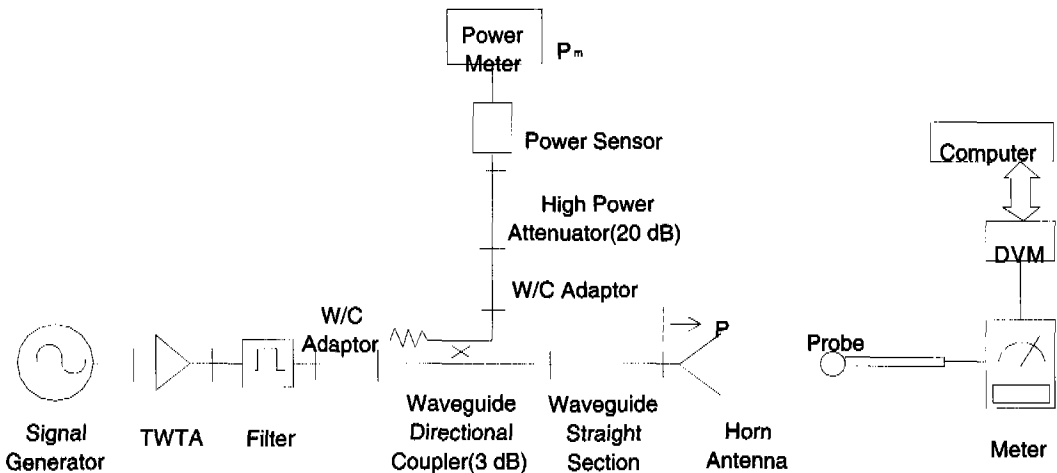 Power
Meter
Pm
Power Sensor
Computer
High Power
Attenuator(20 dB)
DVM
W/C Adaptor
W/C
Adaptor
P
Probe
Signal
Generator
TWTA
Filter
Waveguide
Directional
Coupler(3 dB)
Waveguide
Straight
Section
Horn
Antenna
Meter